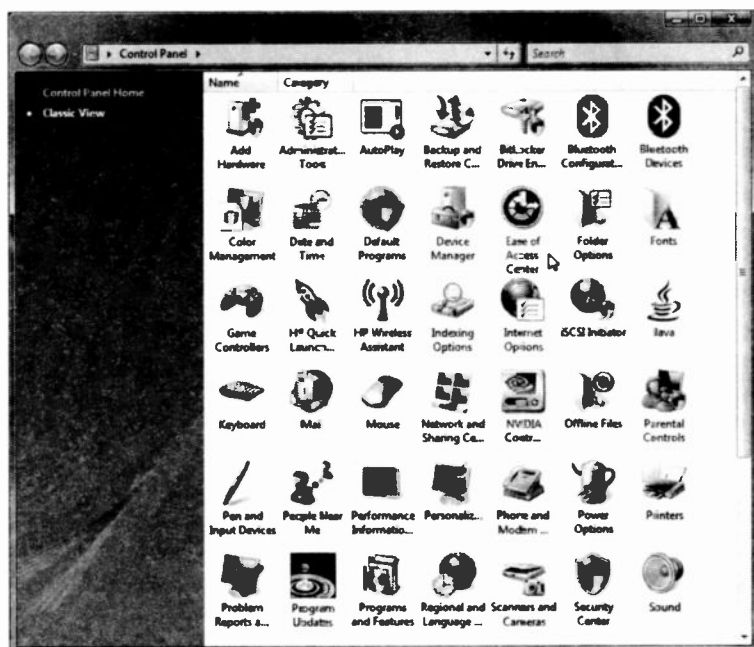 Control Panel
Search
Control Panel Home
Classic View
Name Category
Add Hardware
Administrat... Tools
AutoPlay
Backup and Restore C...
BitLocker Drive En...
Bluetooth Configurat...
Bluetooth Devices
Color Management
Date and Time
Default Programs
Device Manager
Ease of Access Center
Folder Options
Fonts
Game Controllers
HP Quick Launch...
HP Wireless Assistant
Indexing Options
Internet Options
iSCSI Initiator
Java
Keyboard
Mail
Mouse
Network and Sharing Ce...
NVIDIA Contr...
Offline Files
Parental Controls
Pen and Input Devices
People Near Me
Performance Informatio...
Personaliz...
Phone and Modem ...
Power Options
Printers
Problem Reports a...
Program Updates
Programs and Features
Regional and Language ...
Scanners and Cameras
Security Center
Sound